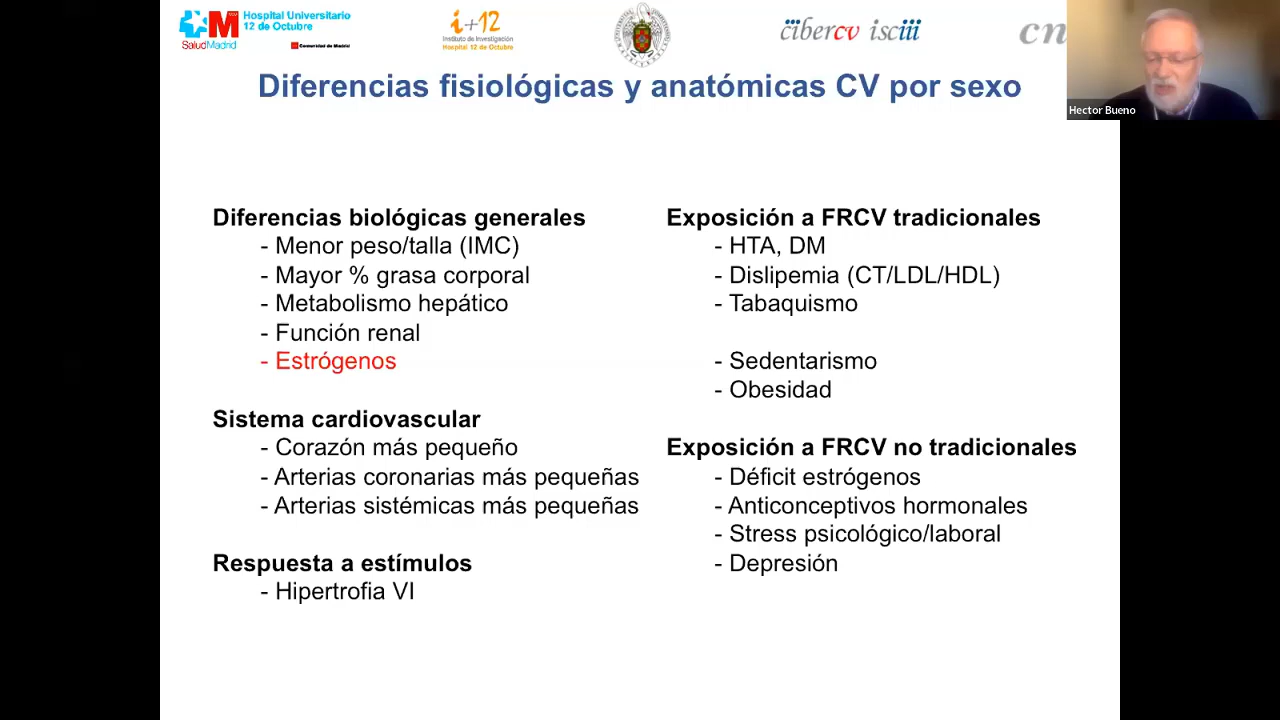 Hospital Universitario
12 de Octubre
SaludMadrid
Comunidad de Madrid
i+12
Instituto de Investigación
Hospital 12 de Octubre
cibercv isciii
cn
Hector Bueno
Diferencias fisiológicas y anatómicas CV por sexo
Diferencias biológicas generales
- Menor peso/talla (IMC)
- Mayor % grasa corporal
- Metabolismo hepático
- Función renal
- Estrógenos
Sistema cardiovascular
- Corazón más pequeño
- Arterias coronarias más pequeñas
- Arterias sistémicas más pequeñas
Respuesta a estímulos
- Hipertrofia VI
Exposición a FRCV tradicionales
- HTA, DM
- Dislipemia (CT/LDL/HDL)
- Tabaquismo
- Sedentarismo
- Obesidad
Exposición a FRCV no tradicionales
- Déficit estrógenos
- Anticonceptivos hormonales
- Stress psicológico/laboral
- Depresión